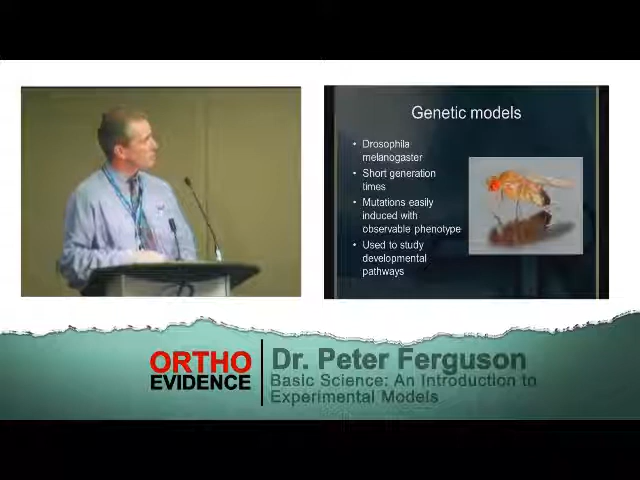 Genetic models
• Drosophila
melanogaster
• Short generation
times
• Mutations easily
induced with
observable phenotype
• Used to study
developmental
pathways
ORTHO
EVIDENCE
Dr. Peter Ferguson
Basic Science: An Introduction to
Experimental Models